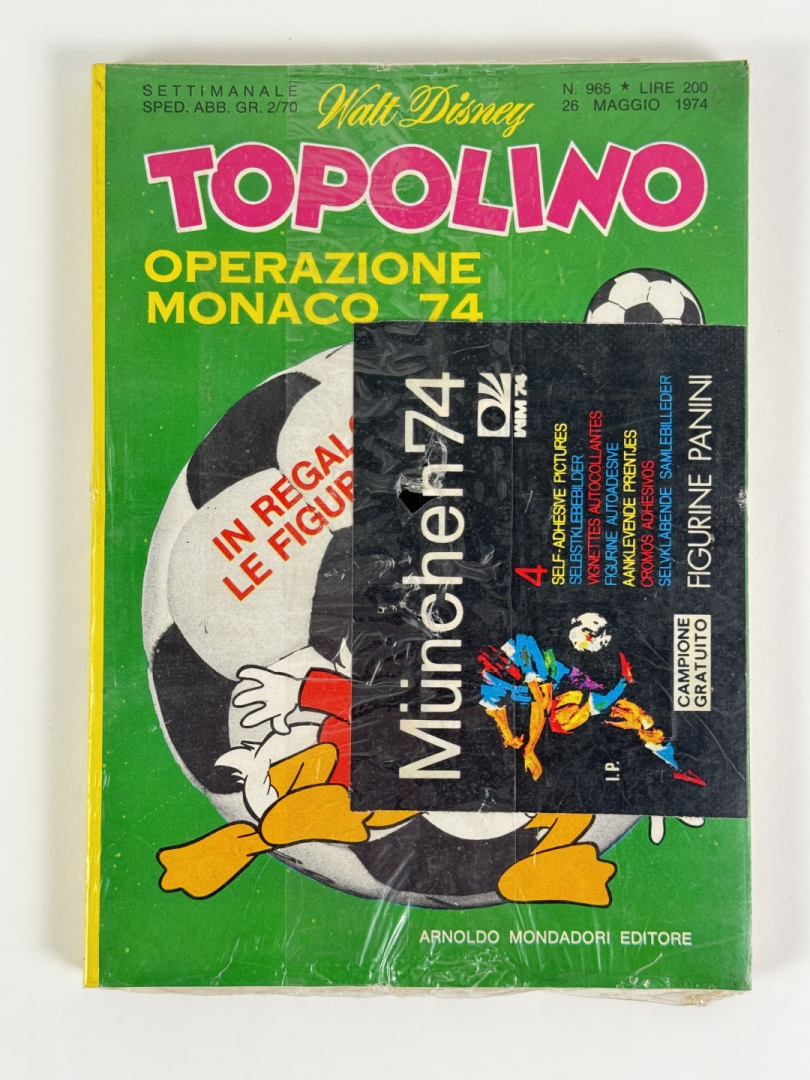 SETTIMANALE
SPED. ABB. GR. 2/70
Walt Disney
N. 965 ★ LIRE 200
26 MAGGIO 1974
TOPOLINO
OPERAZIONE
MONACO 74
IN REGAL
LE FIGUR
München74
WM 74
4
SELF-ADHESIVE PICTURES
SELBSTKLEBEBILDER
VIGNETTES AUTOCOLLANTES
FIGURINE AUTOADESIVE
AANKLEVENDE PRENTJES
CROMOS ADHESIVOS
SELVKLÆBENDE SAMLEBILLEDER
FIGURINE PANINI
CAMPIONE
GRATUITO
I.P.
ARNOLDO MONDADORI EDITORE